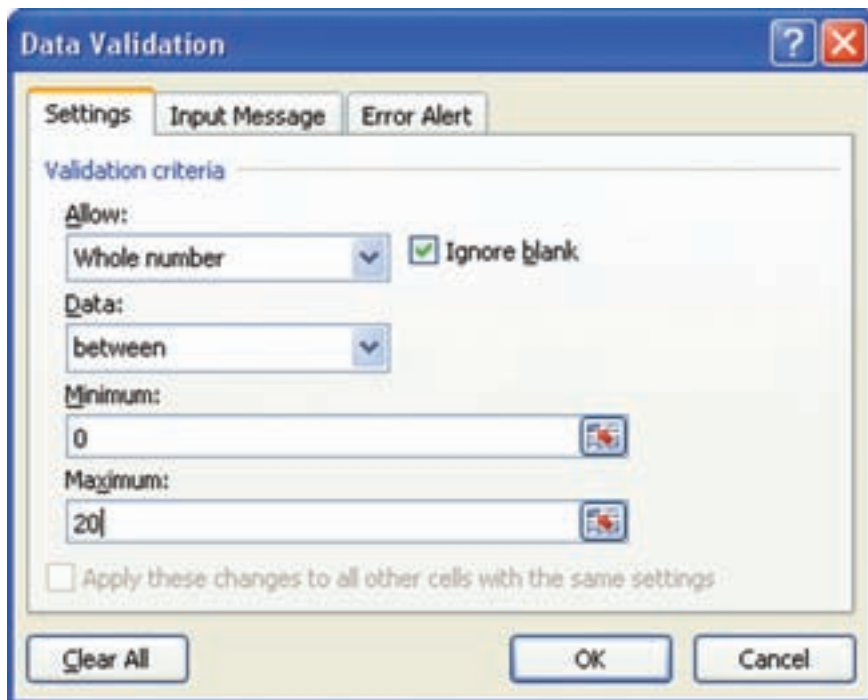 Data Validation
Settings Input Message Error Alert
Validation criteria
Allow:
Whole number Ignore blank
Data:
between
Minimum:
0
Maximum:
20
Apply these changes to all other cells with the same settings
Clear All OK Cancel